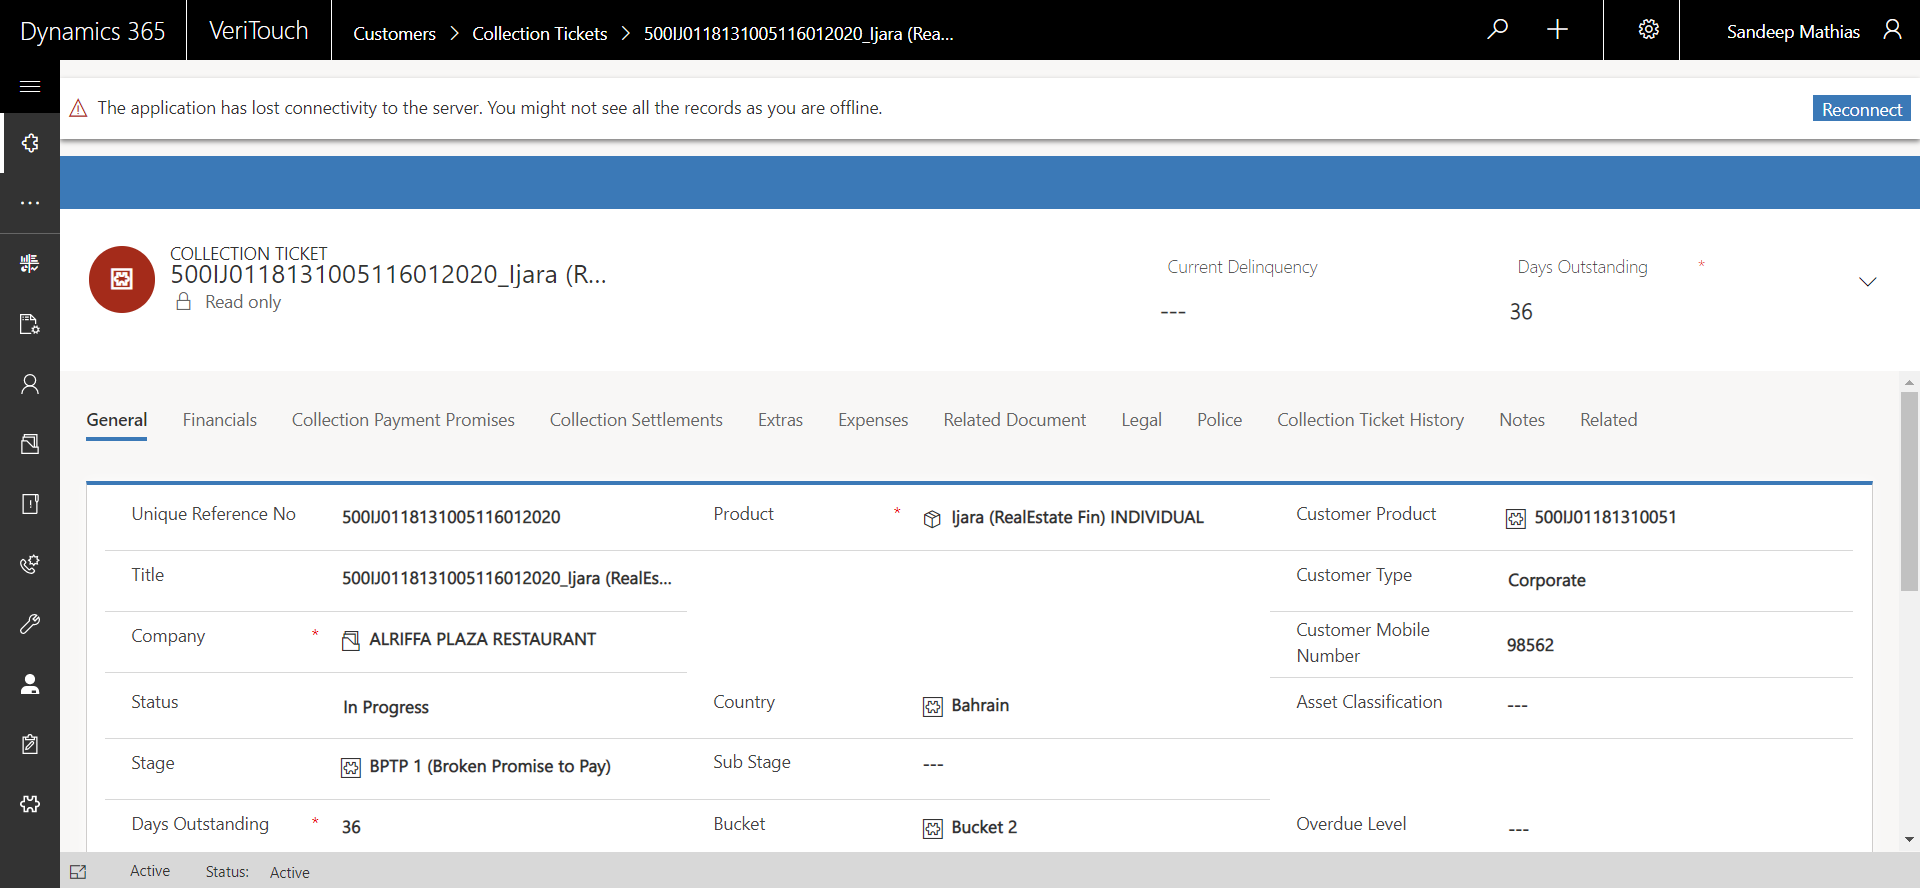 Dynamics 365
VeriTouch
Customers > Collection Tickets > 500IJ0118131005116012020_Ijara (Rea...
Sandeep Mathias
The application has lost connectivity to the server. You might not see all the records as you are offline.
Reconnect
COLLECTION TICKET
500IJ0118131005116012020_Ijara (R...
Read only
Current Delinquency
---
Days Outstanding *
36
General Financials Collection Payment Promises Collection Settlements Extras Expenses Related Document Legal Police Collection Ticket History Notes Related
Unique Reference No 500IJ0118131005116012020 Product * Ijara (RealEstate Fin) INDIVIDUAL Customer Product 500IJ01181310051
Title 500IJ0118131005116012020_Ijara (RealEs... Customer Type Corporate
Company * ALRIFFA PLAZA RESTAURANT
Customer Mobile
Number
98562
Status In Progress Country Bahrain Asset Classification ---
Stage BPTP 1 (Broken Promise to Pay) Sub Stage ---
Days Outstanding * 36 Bucket Bucket 2 Overdue Level ---
Active Status: Active